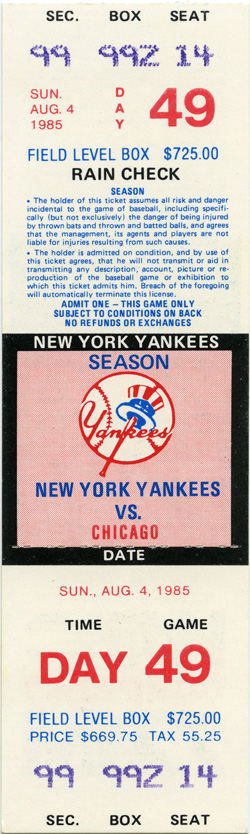 SEC. BOX SEAT
99 99Z 14
SUN.
AUG. 4
1985
DAY
49
FIELD LEVEL BOX $725.00
RAIN CHECK
SEASON
• The holder of this ticket assumes all risk and danger
incidental to the game of baseball, including specifi-
cally (but not exclusively) the danger of being injured
by thrown bats and thrown and batted balls, and agrees
that the management, its agents and players are not
liable for injuries resulting from such causes.
• The holder is admitted on condition, and by use of
this ticket agrees, that he will not transmit or aid in
transmitting any description, account, picture or re-
production of the baseball game or exhibition to
which this ticket admits him. Breach of the foregoing
will automatically terminate this license.
ADMIT ONE – THIS GAME ONLY
SUBJECT TO CONDITIONS ON BACK
NO REFUNDS OR EXCHANGES
NEW YORK YANKEES
SEASON
Yankees
NEW YORK YANKEES
VS.
CHICAGO
DATE
SUN., AUG. 4, 1985
TIME GAME
DAY 49
FIELD LEVEL BOX $725.00
PRICE $669.75 TAX 55.25
99 99Z 14
SEC. BOX SEAT